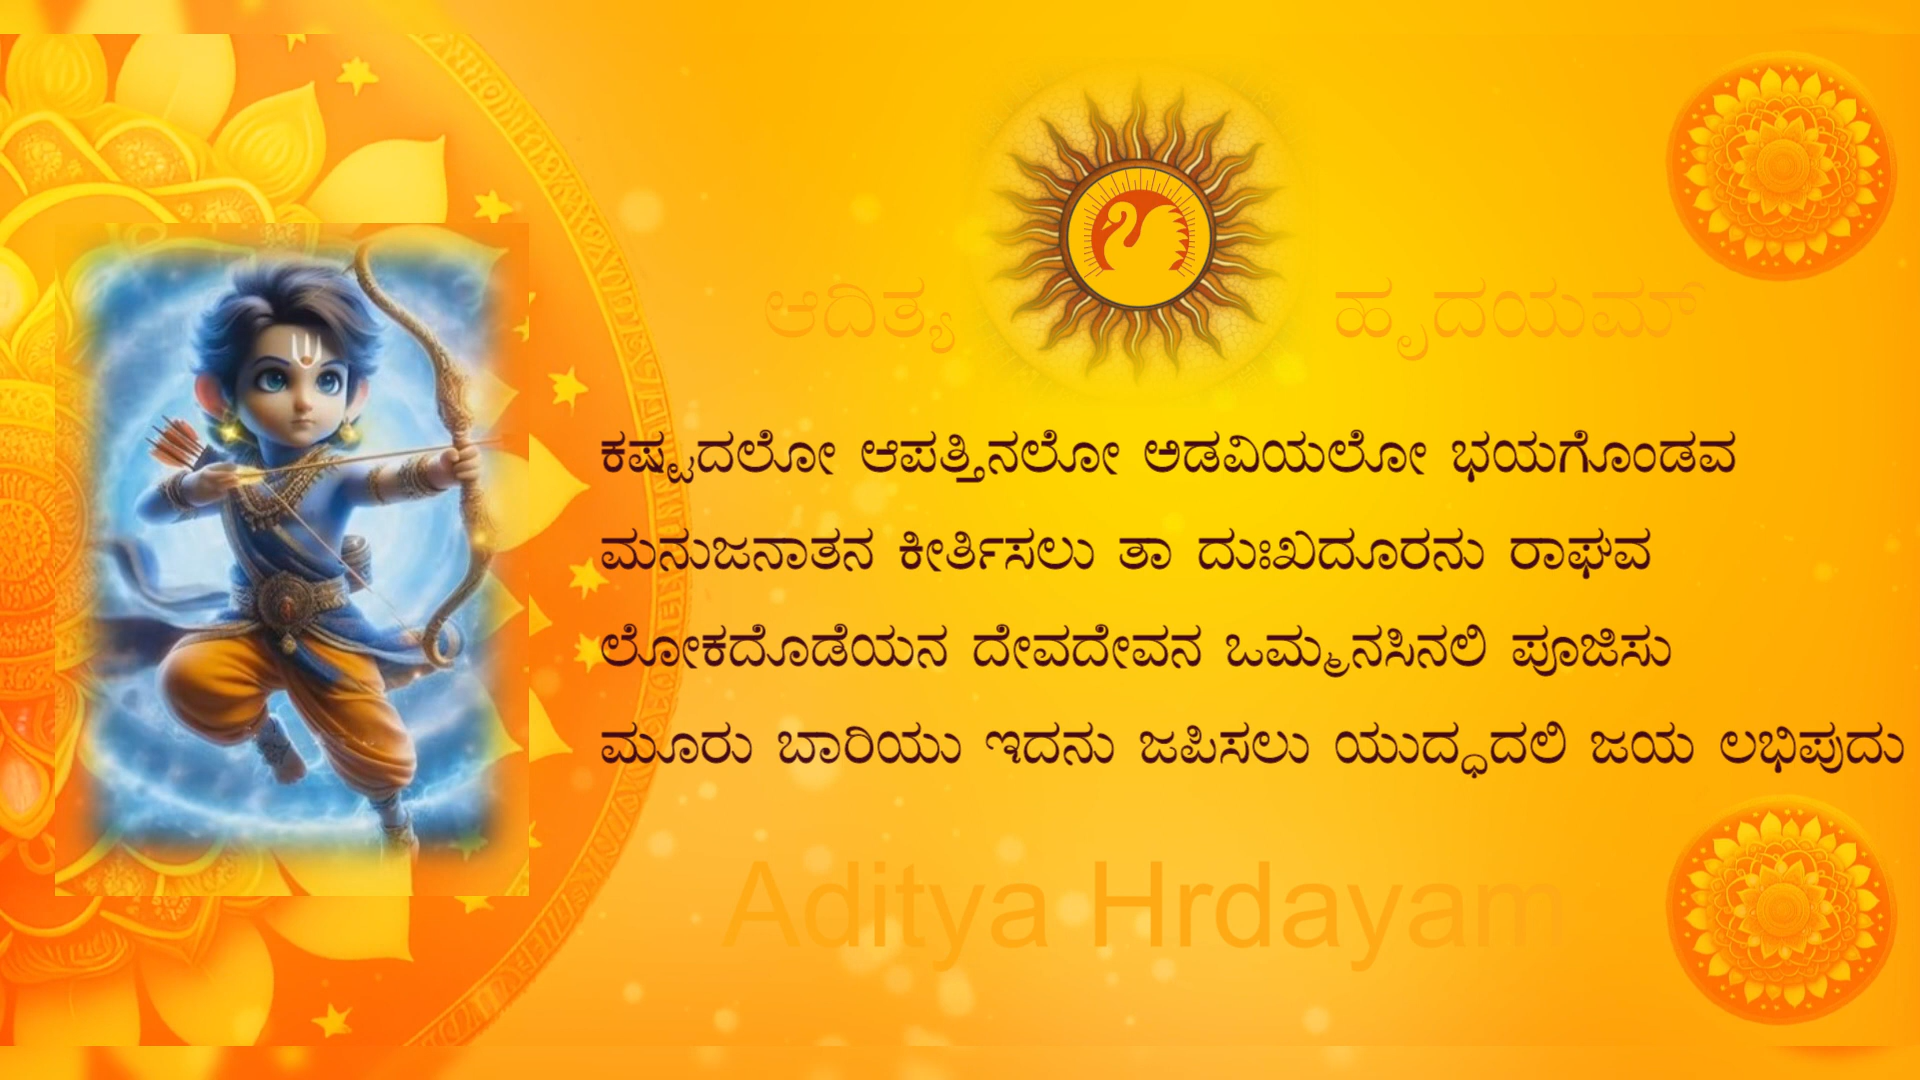 ಆದಿತ್ಯ ಹೃದಯಮ್
ಕಷ್ಟದಲೋ ಆಪತ್ತಿನಲೋ ಅಡವಿಯಲೋ ಭಯಗೊಂಡವ
ಮನುಜನಾತನ ಕೀರ್ತಿಸಲು ತಾ ದುಃಖದೂರನು ರಾಘವ
ಲೋಕದೊಡೆಯನ ದೇವದೇವನ ಒಮ್ಮನಸಿನಲಿ ಪೂಜಿಸು
ಮೂರು ಬಾರಿಯು ಇದನು ಜಪಿಸಲು ಯುದ್ಧದಲಿ ಜಯ ಲಭಿಪುದು
Aditya Hrdayam